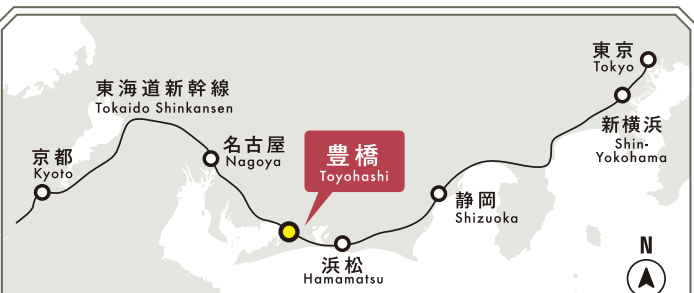 東京
Tokyo
東海道新幹線
Tokaido Shinkansen
新横浜
Shin-
Yokohama
名古屋
Nagoya
豊橋
Toyohashi
京都
Kyoto
静岡
Shizuoka
浜松
Hamamatsu
N